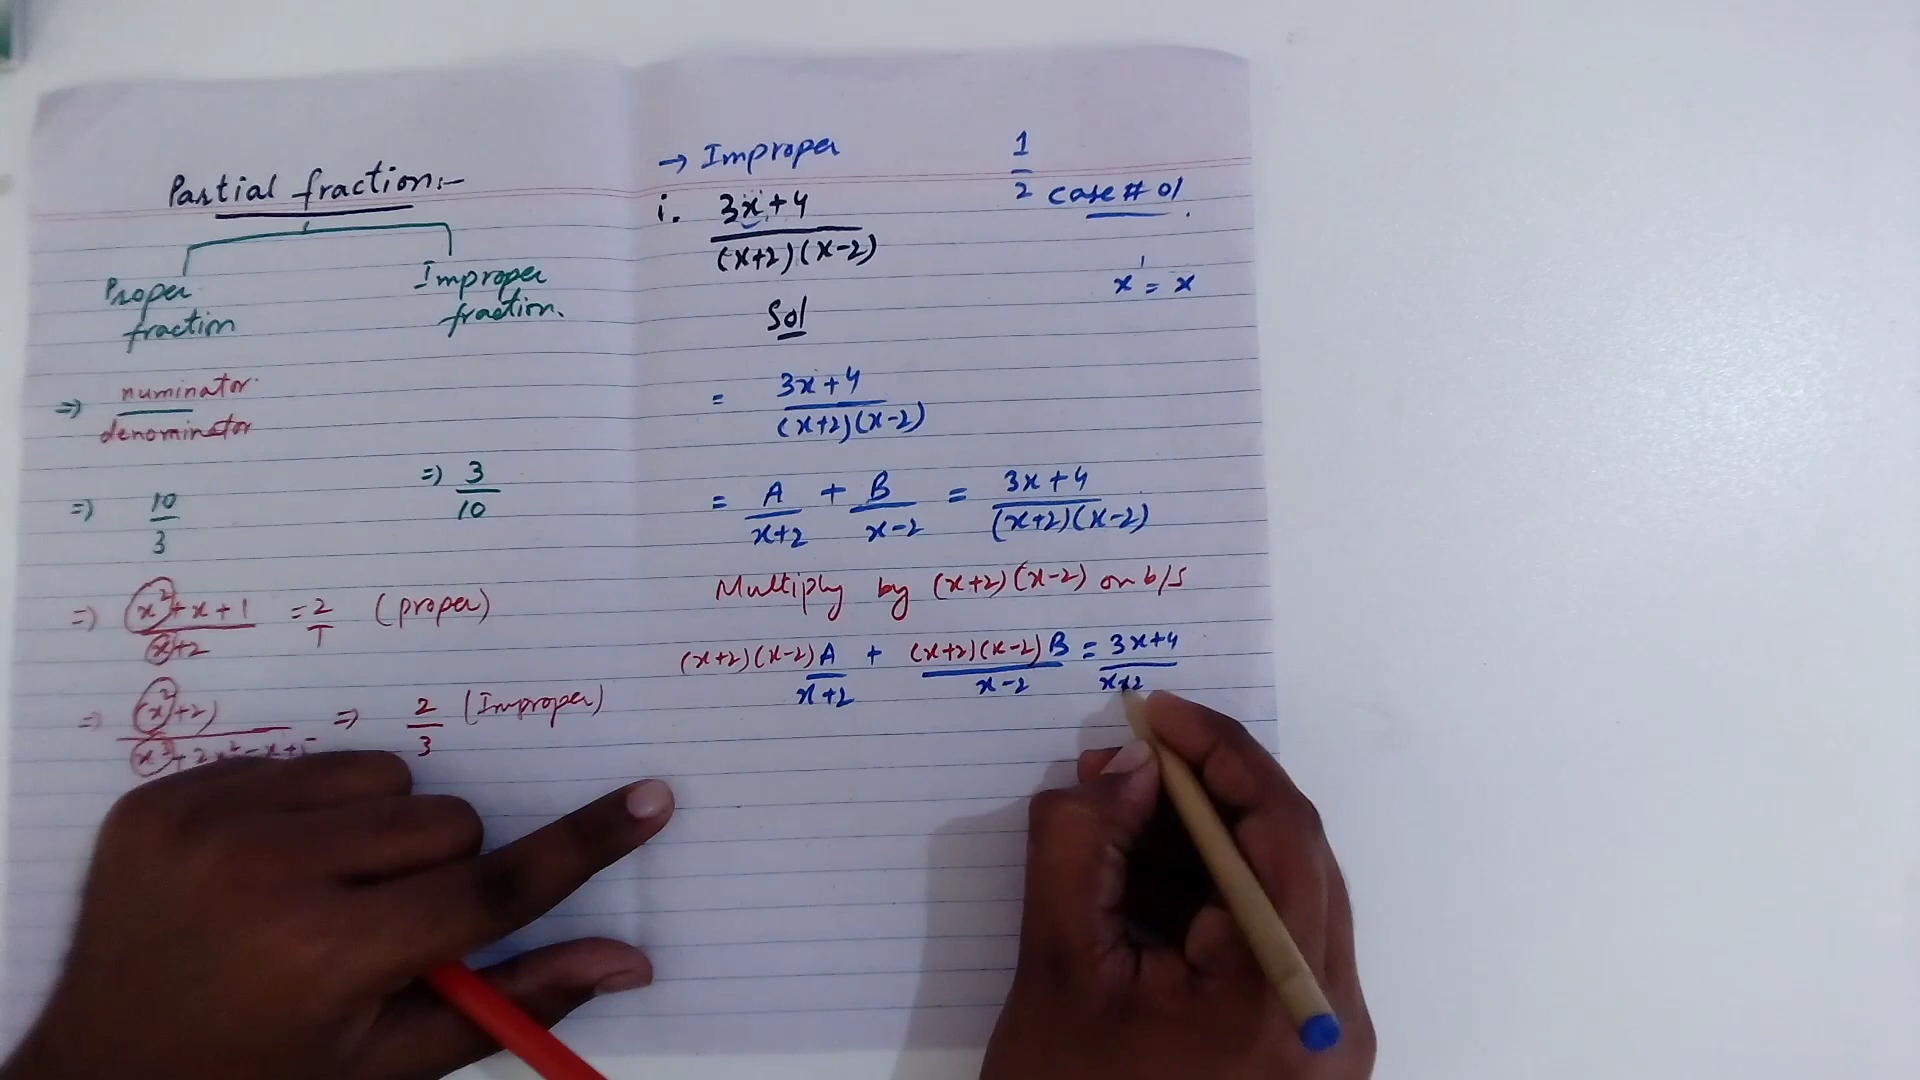 Partial fraction:-
Proper fraction
Improper fraction.
=> numinator
denominator
=> 10/3
=> 3/10
=> x²+x+1 / x+2 = 2/1 (proper)
=> (x²+2) / x³+2x²-x+ => 2/3 (Improper)
→ Improper
1/2
case # 01.
i. 3x+4
(x+2)(x-2)
x¹ = x
Sol
= 3x+4
(x+2)(x-2)
= A/x+2 + B/x-2 = 3x+4/(x+2)(x-2)
Multiply by (x+2)(x-2) on b/s
(x+2)(x-2)A/x+2 + (x+2)(x-2)B/x-2 = 3x+4/x+2